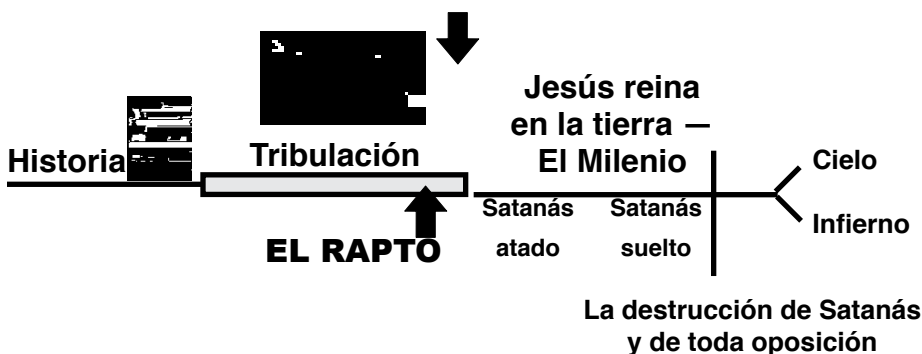 Historia
Tribulación
EL RAPTO
Jesús reina
en la tierra —
El Milenio
Satanás
atado
Satanás
suelto
Cielo
Infierno
La destrucción de Satanás
y de toda oposición